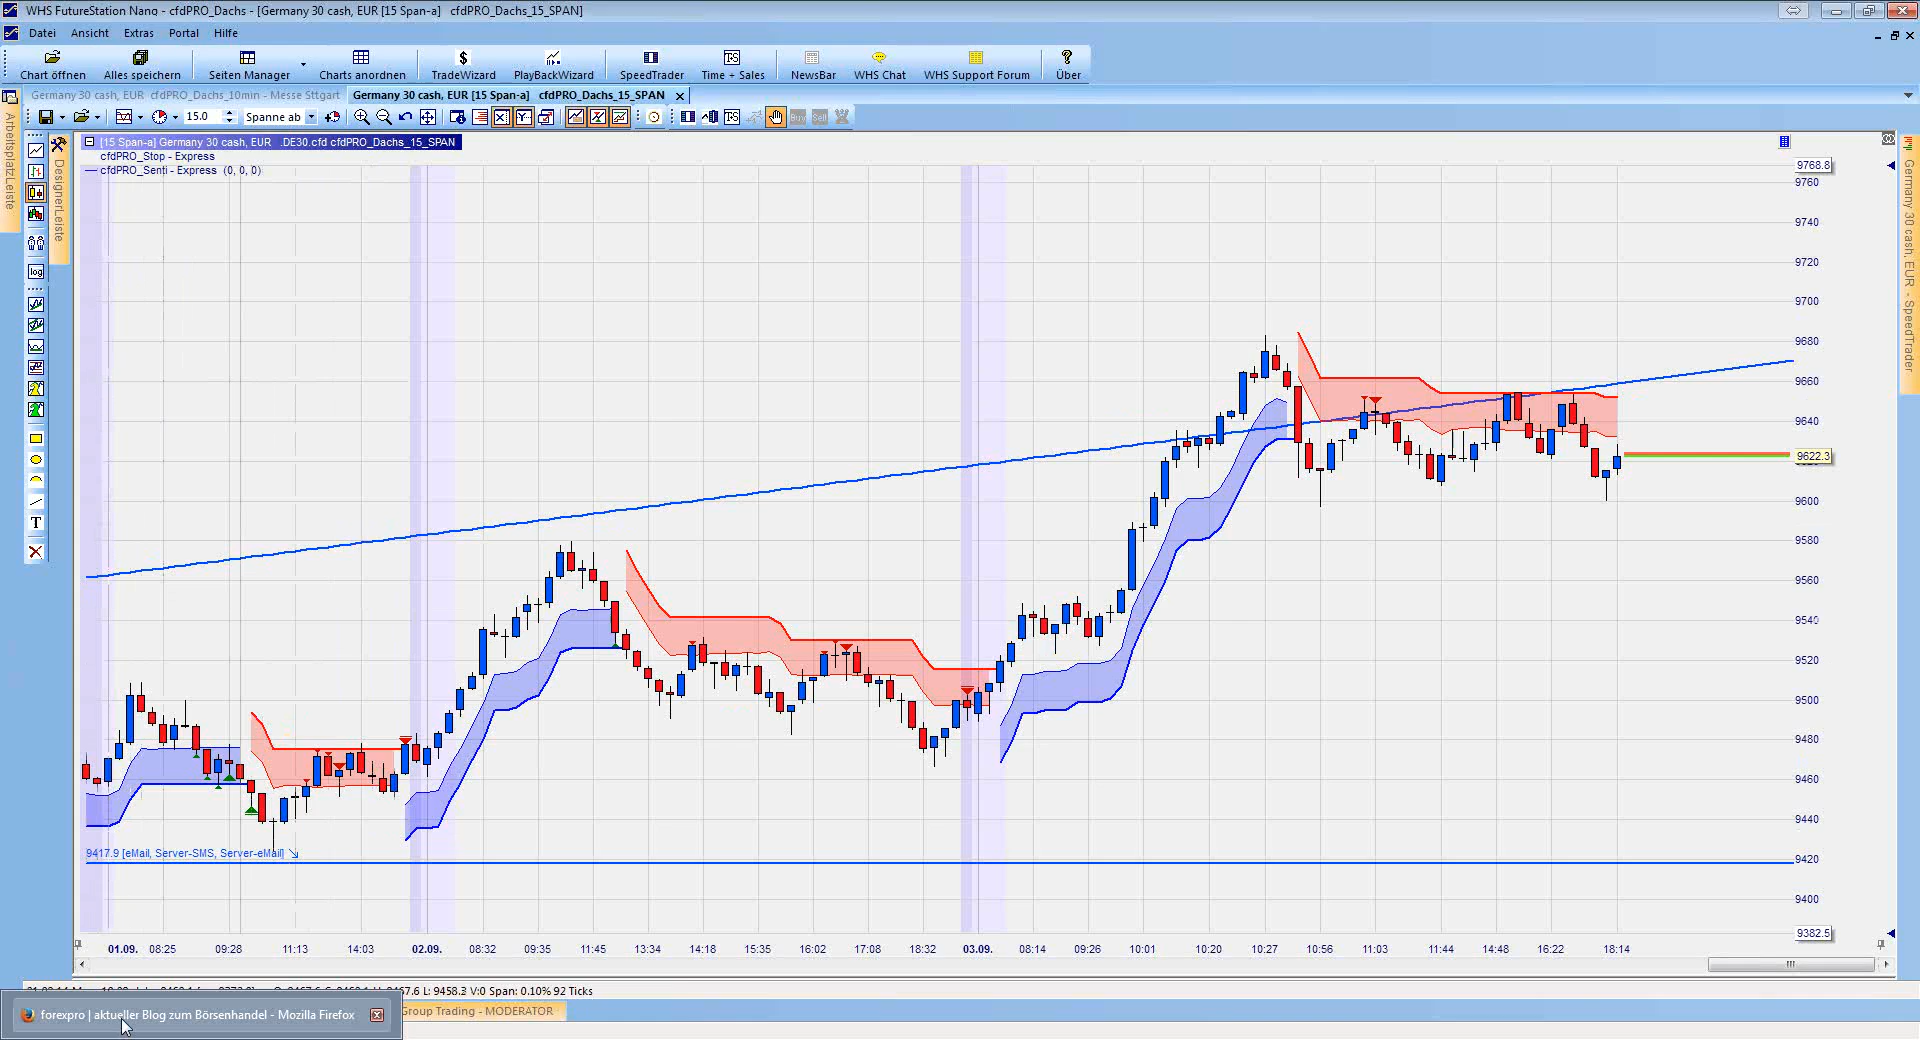 WHS FutureStation Nano - cfdPRO_Dachs - [Germany 30 cash, EUR [15 Span-a]   cfdPRO_Dachs_15_SPAN]
Datei Ansicht Extras Portal Hilfe
Chart öffnen Alles speichern Seiten Manager Charts anordnen TradeWizard PlayBackWizard SpeedTrader Time + Sales NewsBar WHS Chat WHS Support Forum Über
Germany 30 cash, EUR cfdPRO_Dachs_10min - Messe Sttgart Germany 30 cash, EUR [15 Span-a] cfdPRO_Dachs_15_SPAN
15.0 Spanne ab Buy Sell
ArbeitsplatzLeiste
DesignerLeiste
log
T
[15 Span-a] Germany 30 cash, EUR .DE30.cfd cfdPRO_Dachs_15_SPAN
cfdPRO_Stop - Express
cfdPRO_Senti - Express (0, 0, 0)
9768.8
9760
9740
9720
9700
9680
9660
9640
9622.3
9600
9580
9560
9540
9520
9500
9480
9460
9440
9420
9400
9382.5
9417.9 [eMail, Server-SMS, Server-eMail]
01.09. 08:25 09:28 11:13 14:03 02.09. 08:32 09:35 11:45 13:34 14:18 15:35 16:02 17:08 18:32 03.09. 08:14 09:26 10:01 10:20 10:27 10:56 11:03 11:44 14:48 16:22 18:14
Germany 30 cash, EUR - SpeedTrader
L: 9458.3 V:0 Span: 0.10% 92 Ticks
forexpro | aktueller Blog zum Börsenhandel - Mozilla Firefox
Group Trading - MODERATOR